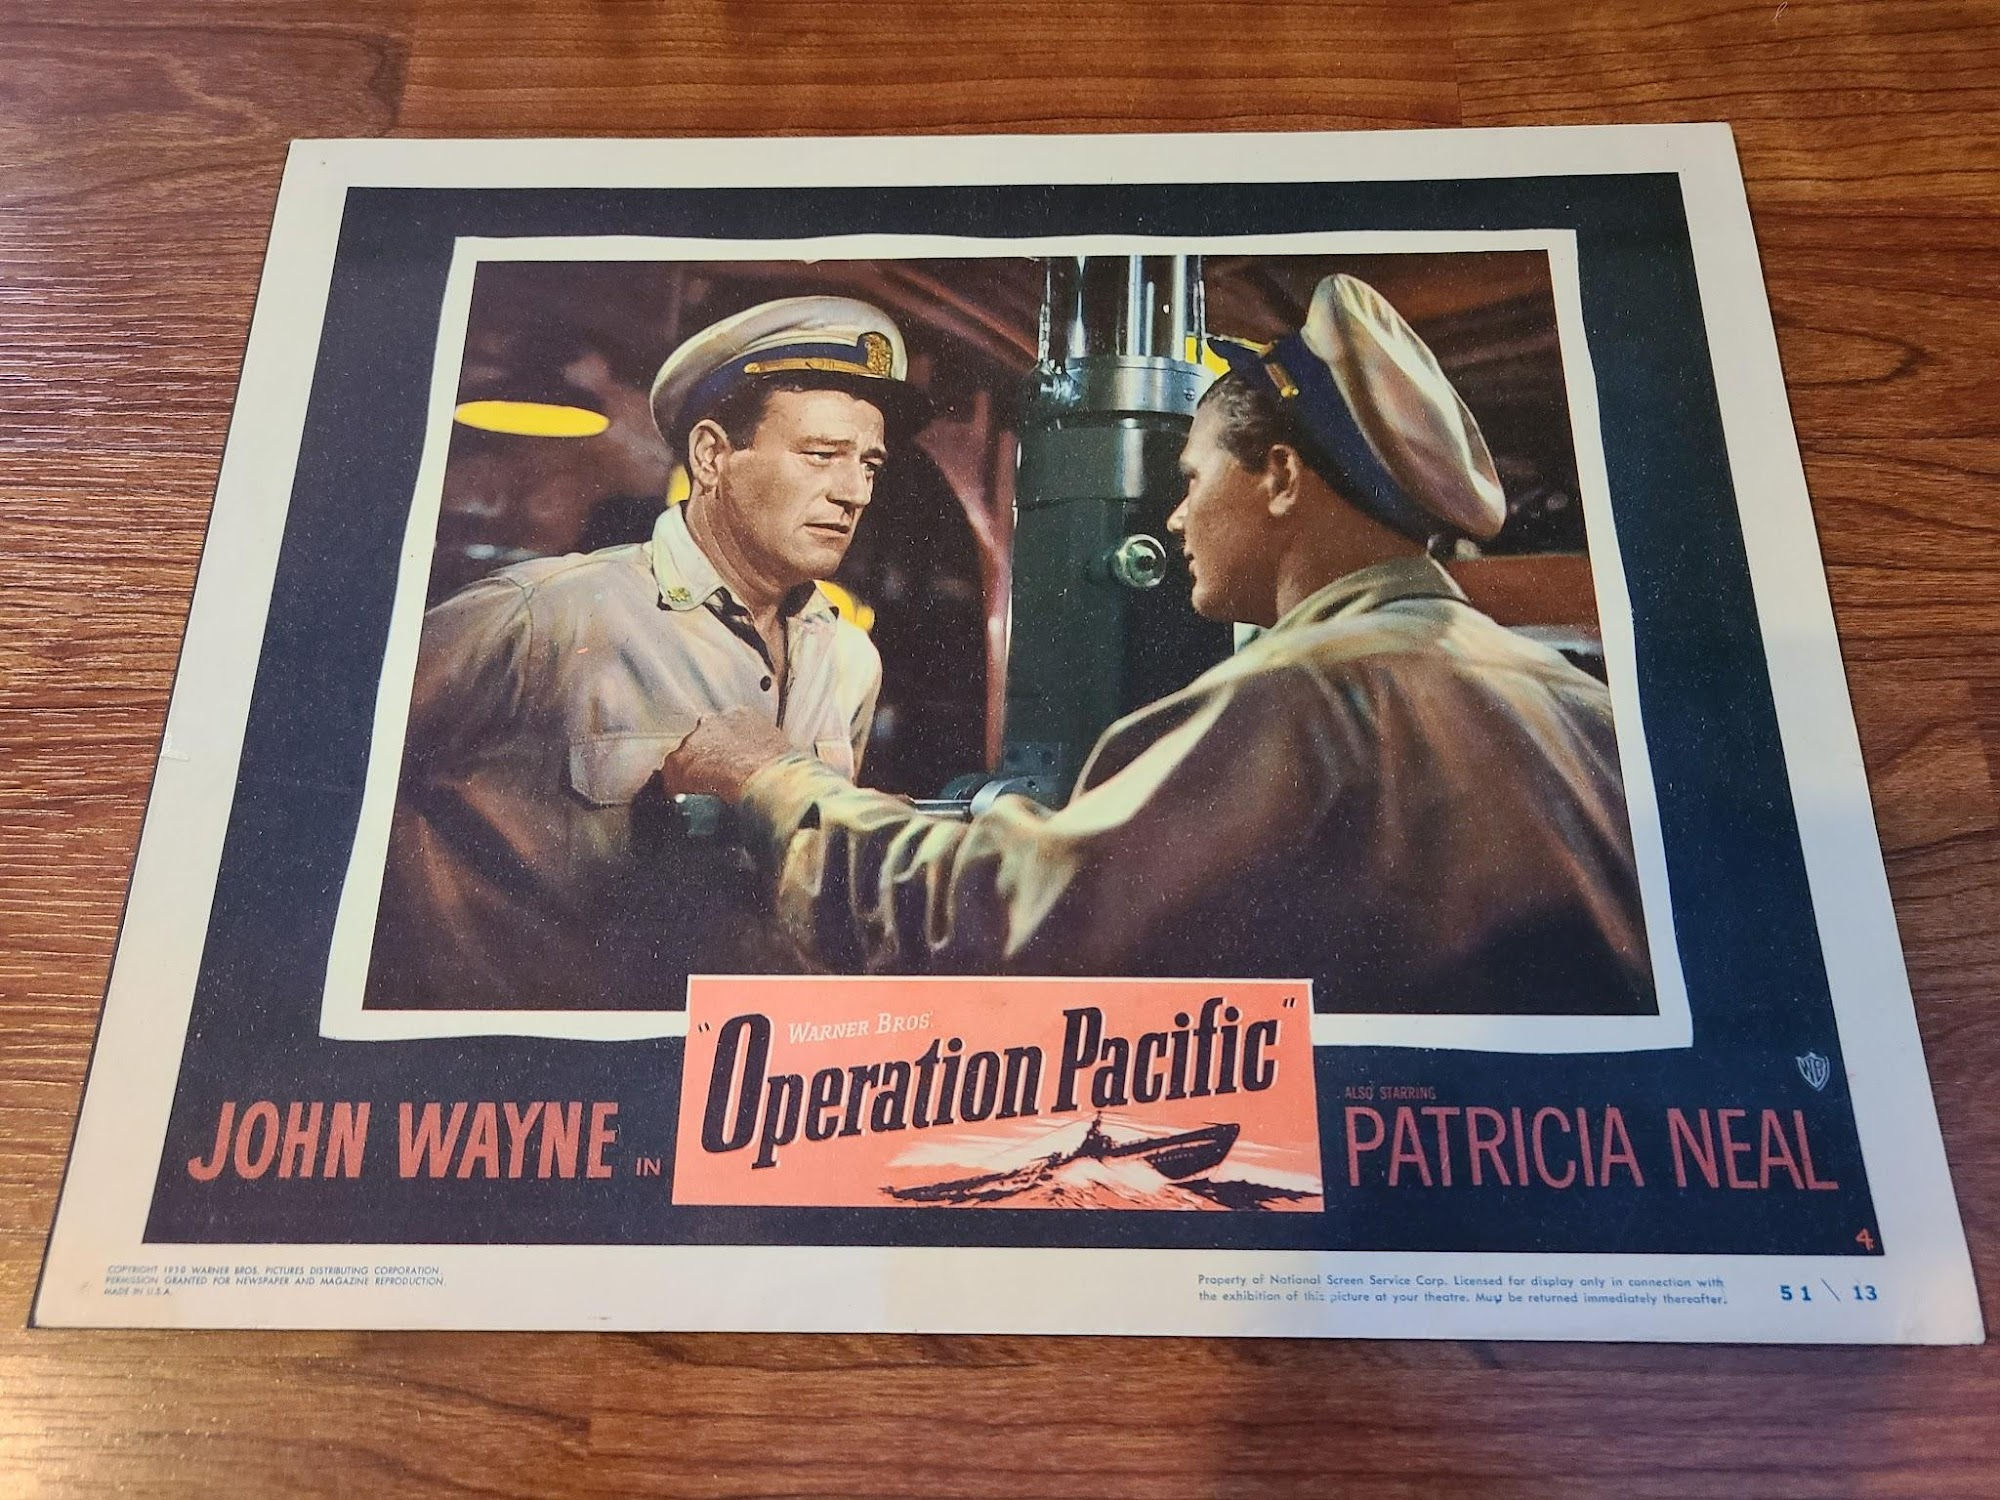 WARNER BROS'
"Operation Pacific"
JOHN WAYNE IN
ALSO STARRING
PATRICIA NEAL
WB
4
COPYRIGHT 1950 WARNER BROS. PICTURES DISTRIBUTING CORPORATION.
PERMISSION GRANTED FOR NEWSPAPER AND MAGAZINE REPRODUCTION.
MADE IN U.S.A.
Property of National Screen Service Corp. Licensed for display only in connection with
the exhibition of this picture at your theatre. Must be returned immediately thereafter.
51 \ 13